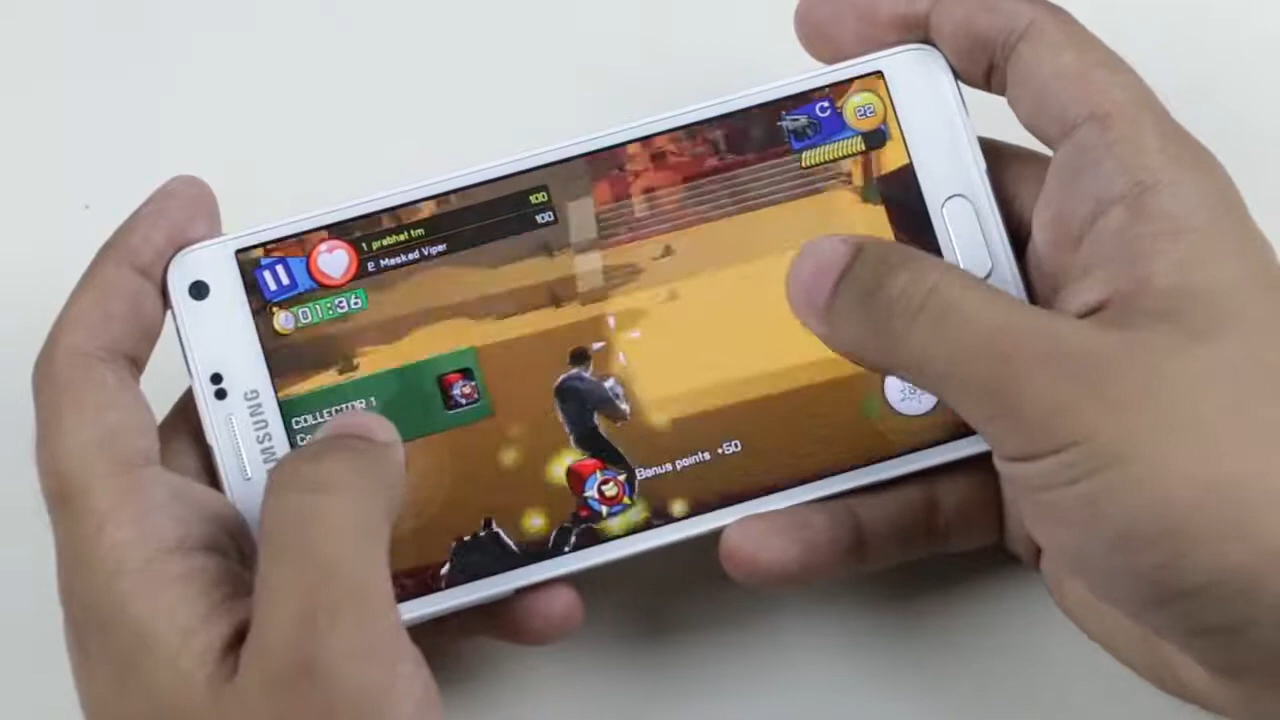 22
100
1 prabhat tm
100
2 Masked Viper
01:36
COLLECTOR 1
Bonus points +50
SAMSUNG